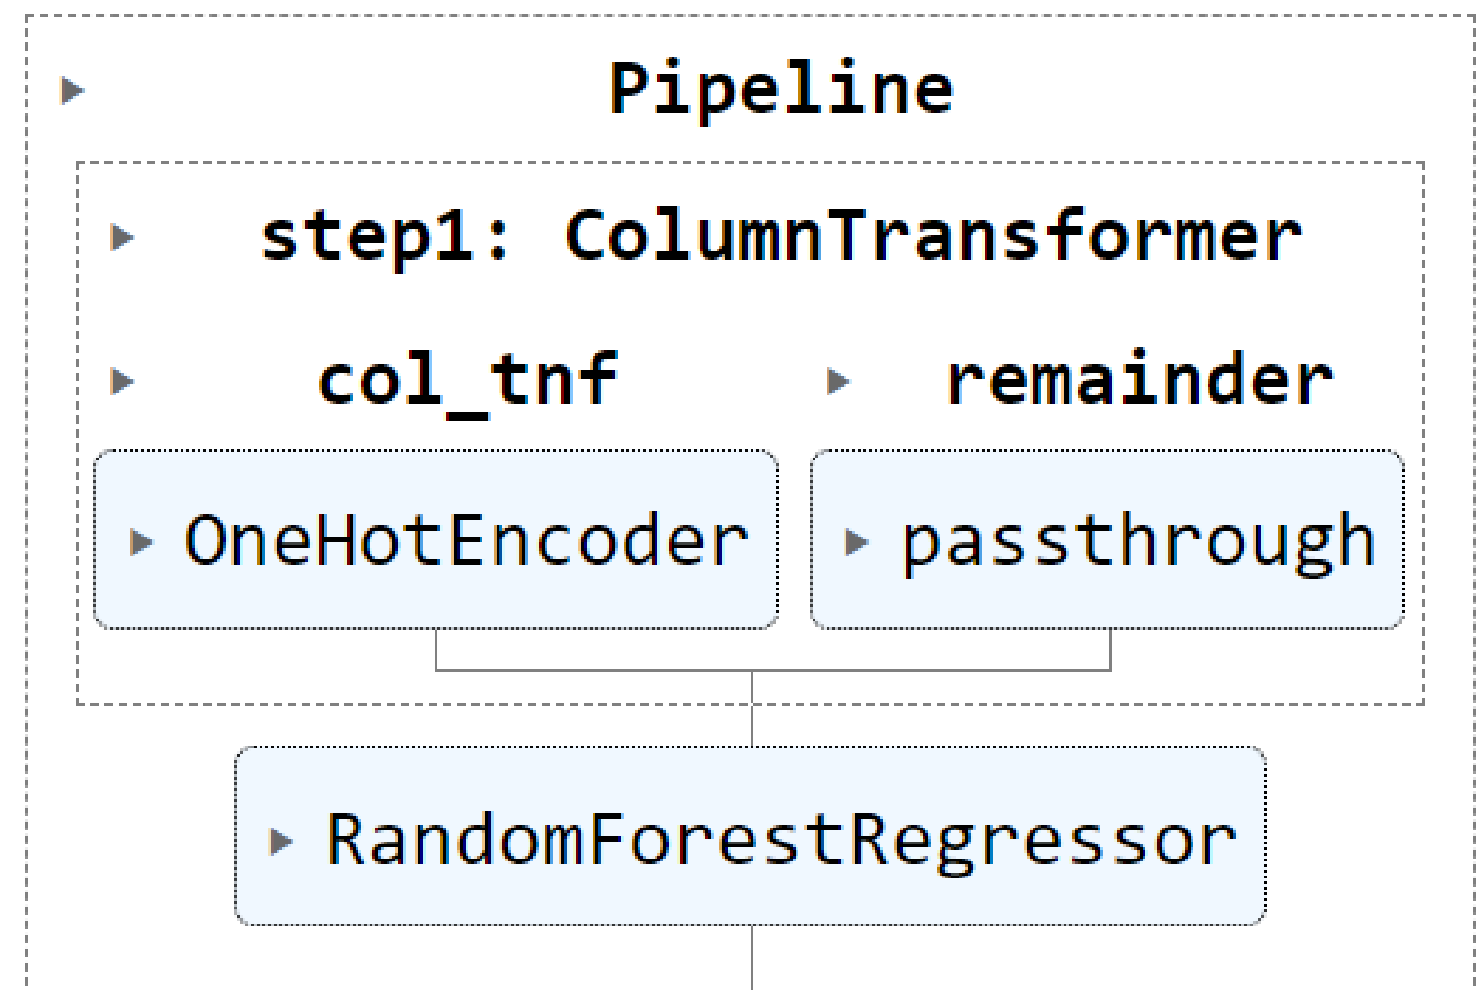 Pipeline
step1: ColumnTransformer
col_tnf remainder
OneHotEncoder passthrough
RandomForestRegressor